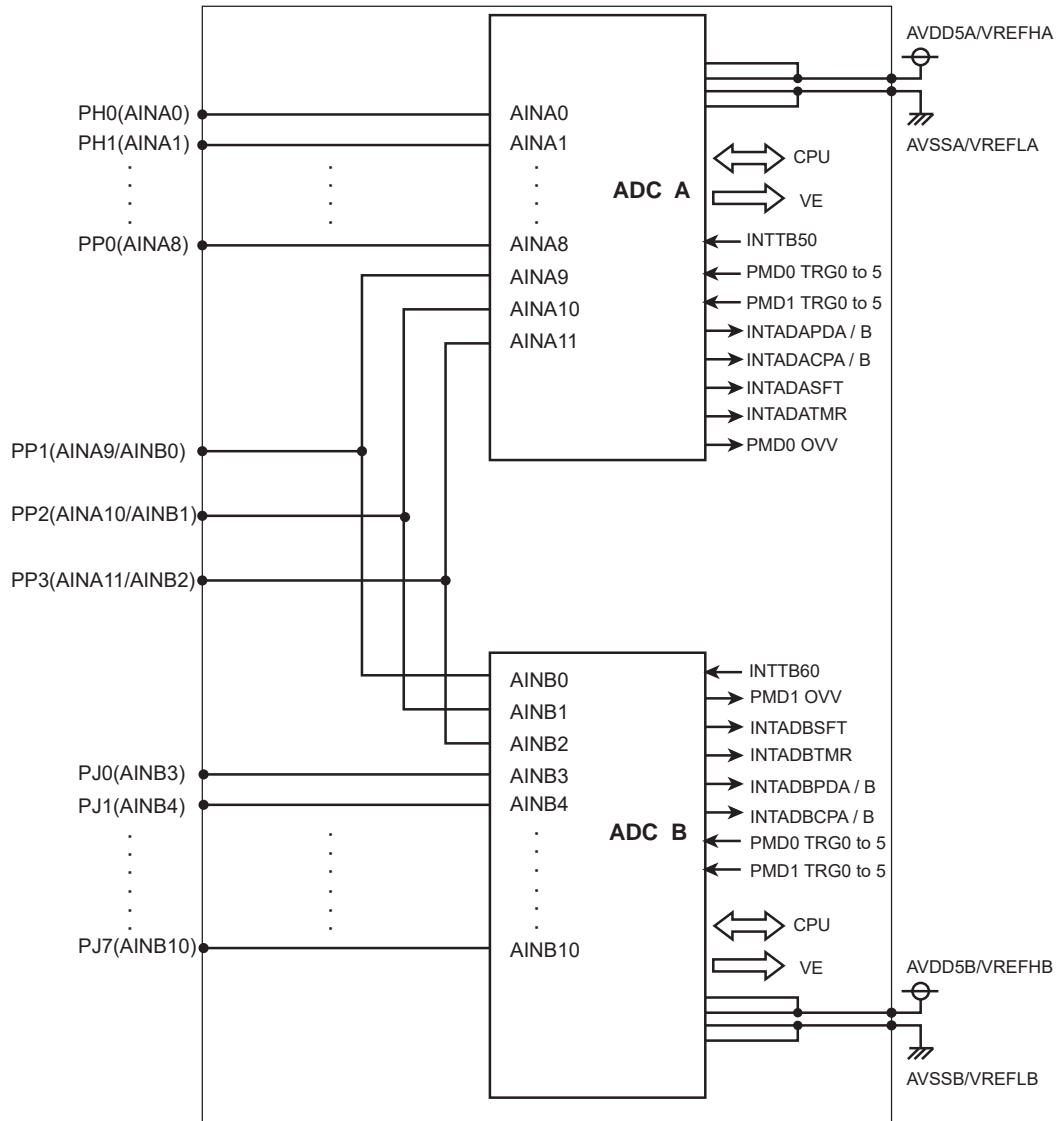 AVDD5A/VREFHA
PH0(AINA0)
AINA0
PH1(AINA1)
AINA1
AVSSA/VREFLA
CPU
ADC A
VE
PP0(AINA8)
AINA8
INTTB50
AINA9
PMD0 TRG0 to 5
AINA10
PMD1 TRG0 to 5
AINA11
INTADAPDA / B
INTADACPA / B
INTADASFT
INTADATMR
PMD0 OVV
PP1(AINA9/AINB0)
PP2(AINA10/AINB1)
PP3(AINA11/AINB2)
AINB0
INTTB60
AINB1
PMD1 OVV
AINB2
INTADBSFT
INTADBTMR
PJ0(AINB3)
AINB3
INTADBPDA / B
PJ1(AINB4)
AINB4
INTADBCPA / B
ADC B
PMD0 TRG0 to 5
PMD1 TRG0 to 5
CPU
PJ7(AINB10)
AINB10
VE
AVDD5B/VREFHB
AVSSB/VREFLB